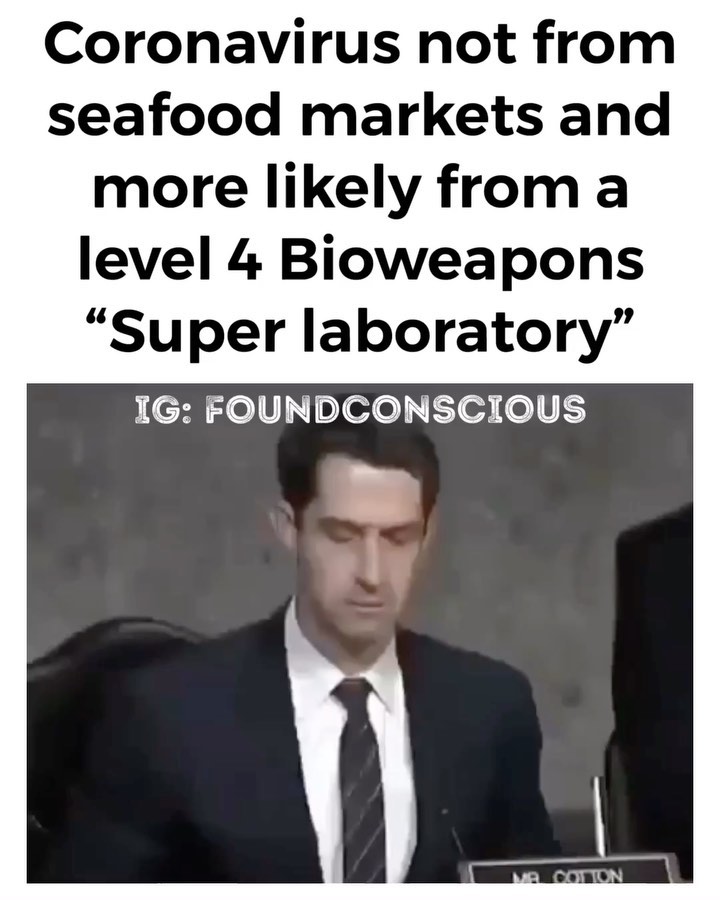 Coronavirus not from
seafood markets and
more likely from a
level 4 Bioweapons
“Super laboratory”
IG: FOUNDCONSCIOUS
MR. COTTON